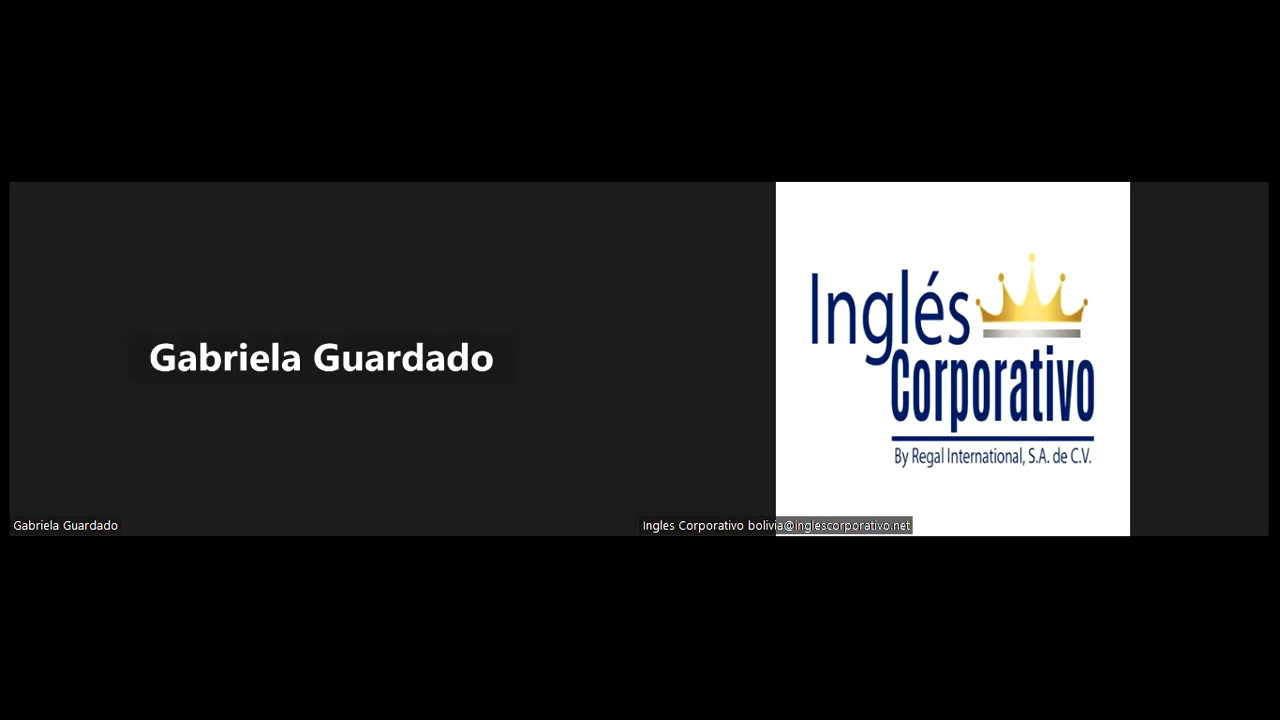 Gabriela Guardado
Gabriela Guardado
Inglés
Corporativo
By Regal International, S.A. de C.V.
Ingles Corporativo bolivia@inglescorporativo.net